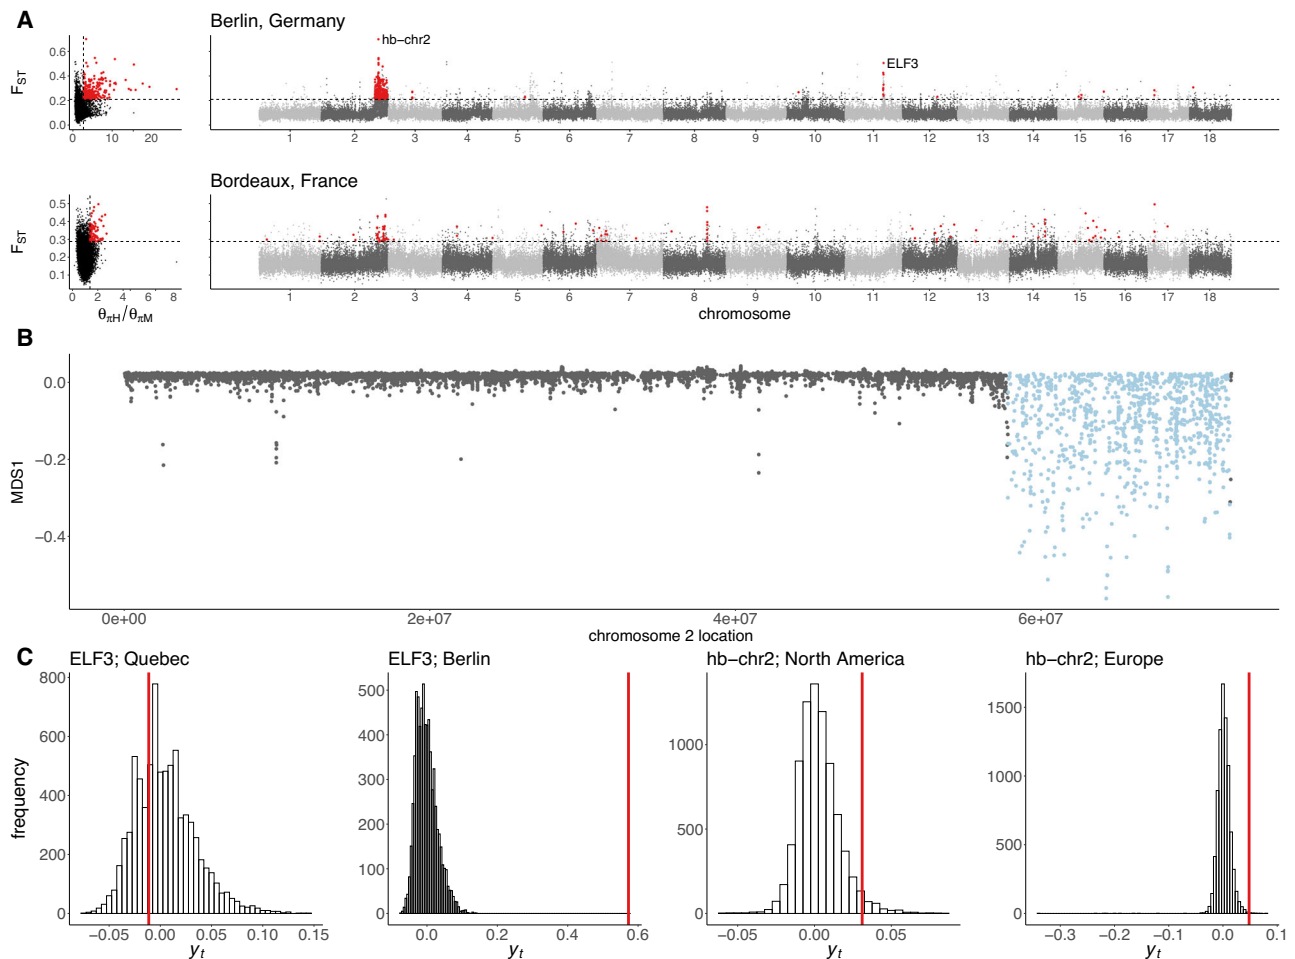 A
Berlin, Germany
F_ST
0.6
0.4
0.2
0.0
0 10 20
hb−chr2
ELF3
1 2 3 4 5 6 7 8 9 10 11 12 13 14 15 16 17 18
Bordeaux, France
F_ST
0.5
0.4
0.3
0.2
0.1
0 2 4 6 8
θπH/θπM
1 2 3 4 5 6 7 8 9 10 11 12 13 14 15 16 17 18
chromosome
B
MDS1
0.0
−0.2
−0.4
0e+00 2e+07 4e+07 6e+07
chromosome 2 location
C
ELF3; Quebec
frequency
800
600
400
200
0
−0.05 0.00 0.05 0.10 0.15
y_t
ELF3; Berlin
500
400
300
200
100
0
0.0 0.2 0.4 0.6
y_t
hb−chr2; North America
1000
500
0
−0.05 0.00 0.05
y_t
hb−chr2; Europe
1500
1000
500
0
−0.3 −0.2 −0.1 0.0 0.1
y_t